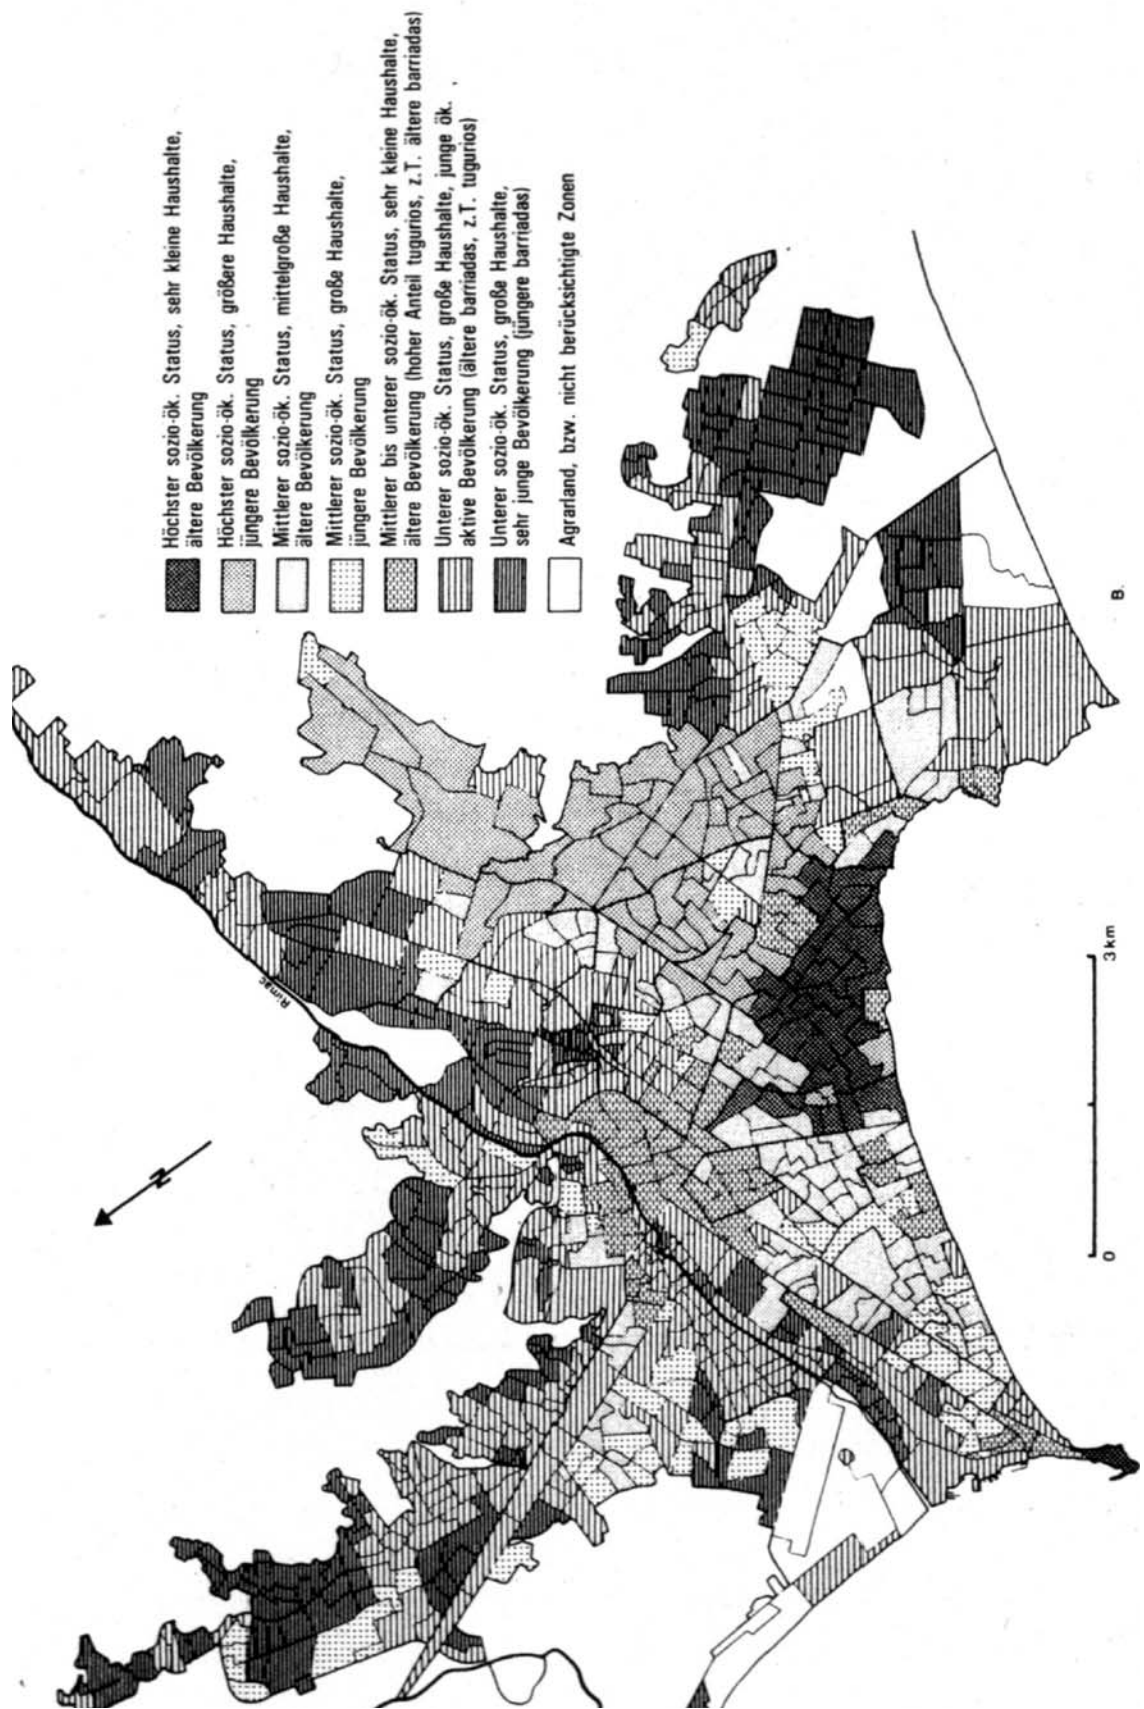 Höchster sozio-ök. Status, sehr kleine Haushalte,
ältere Bevölkerung
Höchster sozio-ök. Status, größere Haushalte,
jüngere Bevölkerung
Mittlerer sozio-ök. Status, mittelgroße Haushalte,
ältere Bevölkerung
Mittlerer sozio-ök. Status, große Haushalte,
jüngere Bevölkerung
Mittlerer bis unterer sozio-ök. Status, sehr kleine Haushalte,
ältere Bevölkerung (hoher Anteil tugurios, z.T. ältere barriadas)
Unterer sozio-ök. Status, große Haushalte, junge ök.
aktive Bevölkerung (ältere barriadas, z.T. tugurios)
Unterer sozio-ök. Status, große Haushalte,
sehr junge Bevölkerung (jüngere barriadas)
Agrarland, bzw. nicht berücksichtigte Zonen
Rimac
N
0
3 km
B.